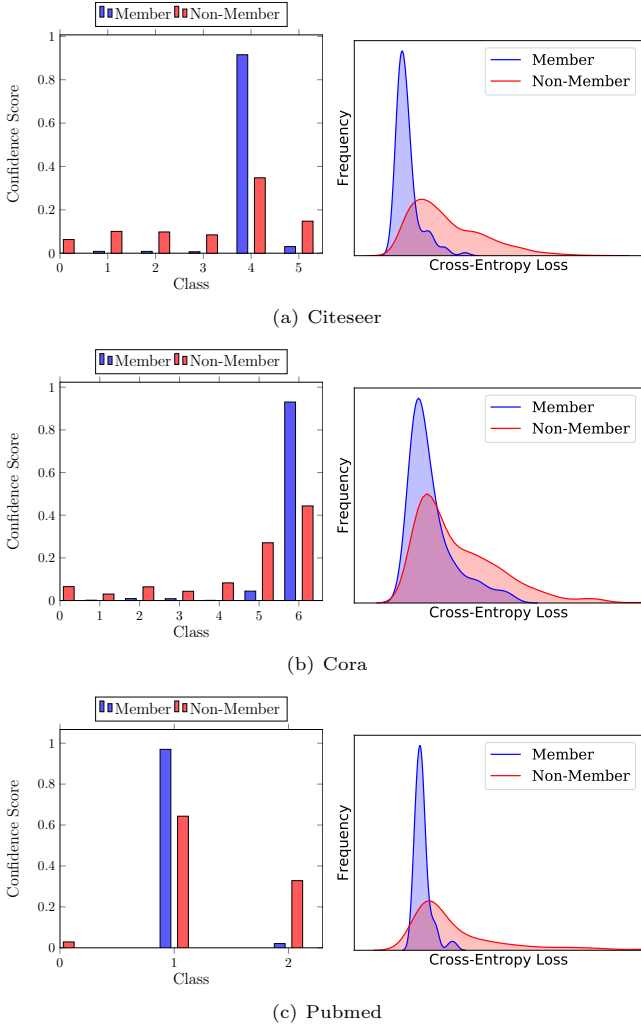 Member Non-Member
1
0.8
0.6
0.4
0.2
0
Confidence Score
0 1 2 3 4 5
Class
Member
Non-Member
Frequency
Cross-Entropy Loss
(a) Citeseer
Member Non-Member
1
0.8
0.6
0.4
0.2
0
Confidence Score
0 1 2 3 4 5 6
Class
Member
Non-Member
Frequency
Cross-Entropy Loss
(b) Cora
Member Non-Member
1
0.8
0.6
0.4
0.2
0
Confidence Score
0 1 2
Class
Member
Non-Member
Frequency
Cross-Entropy Loss
(c) Pubmed